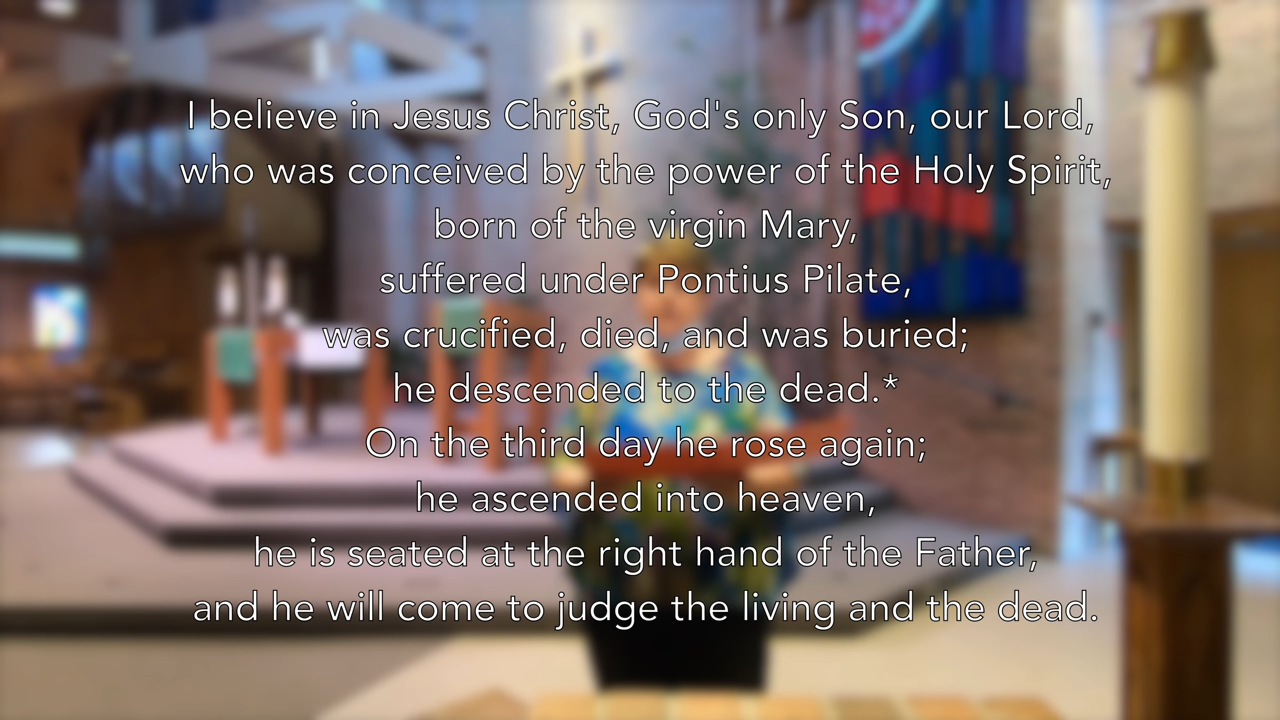 I believe in Jesus Christ, God's only Son, our Lord,
who was conceived by the power of the Holy Spirit,
born of the virgin Mary,
suffered under Pontius Pilate,
was crucified, died, and was buried;
he descended to the dead.*
On the third day he rose again;
he ascended into heaven,
he is seated at the right hand of the Father,
and he will come to judge the living and the dead.